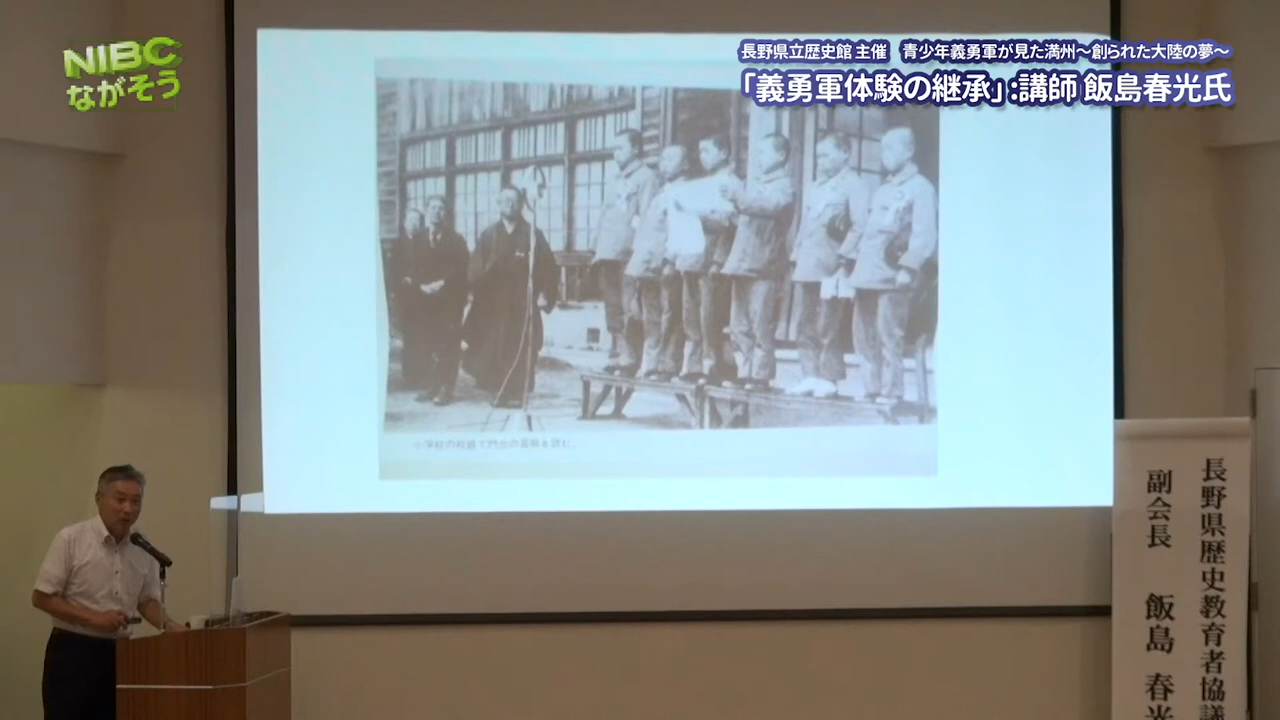 NIBC
ながそう
長野県立歴史館 主催　青少年義勇軍が見た満州～創られた大陸の夢～
「義勇軍体験の継承」:講師 飯島春光氏
長野県歴史教育者協議
副会長　飯島 春光